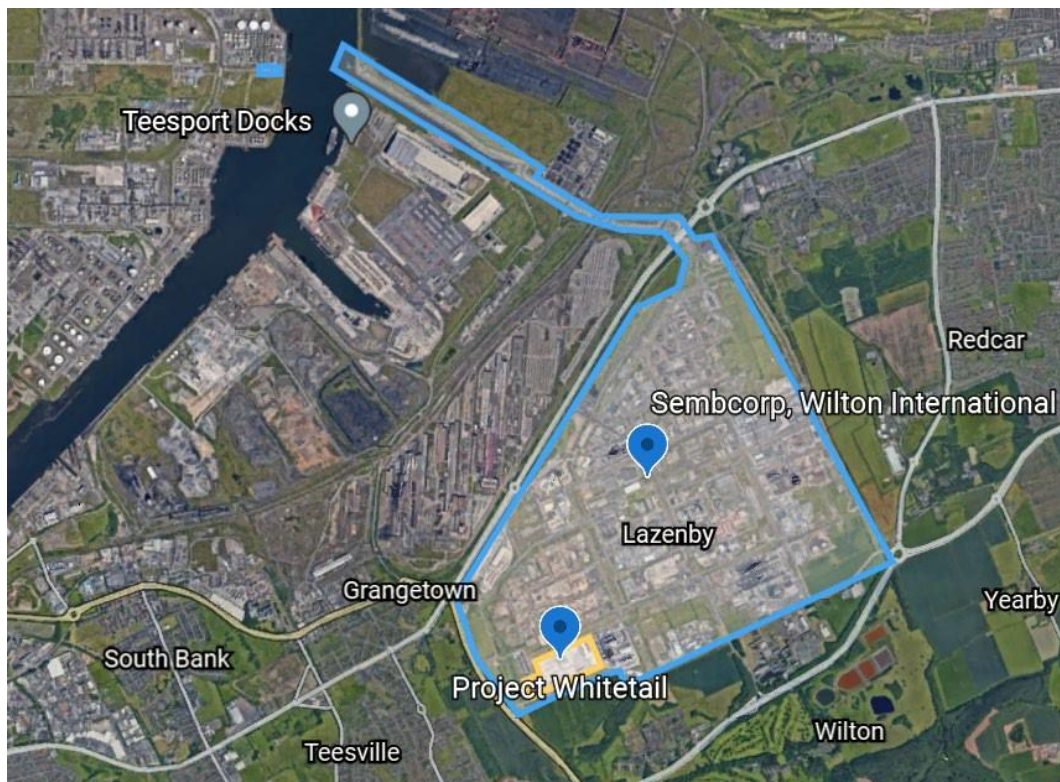 Teesport Docks
Redcar
Sembcorp, Wilton International
Lazenby
Grangetown
Yearby
South Bank
Project Whitetail
Wilton
Teesville